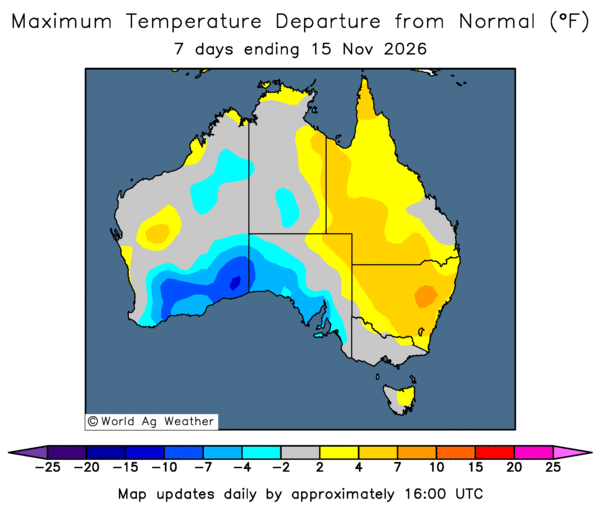 Maximum Temperature Departure from Normal (°F)
7 days ending 15 Nov 2026
©World Ag Weather
-25 -20 -15 -10 -7 -4 -2 2 4 7 10 15 20 25
Map updates daily by approximately 16:00 UTC